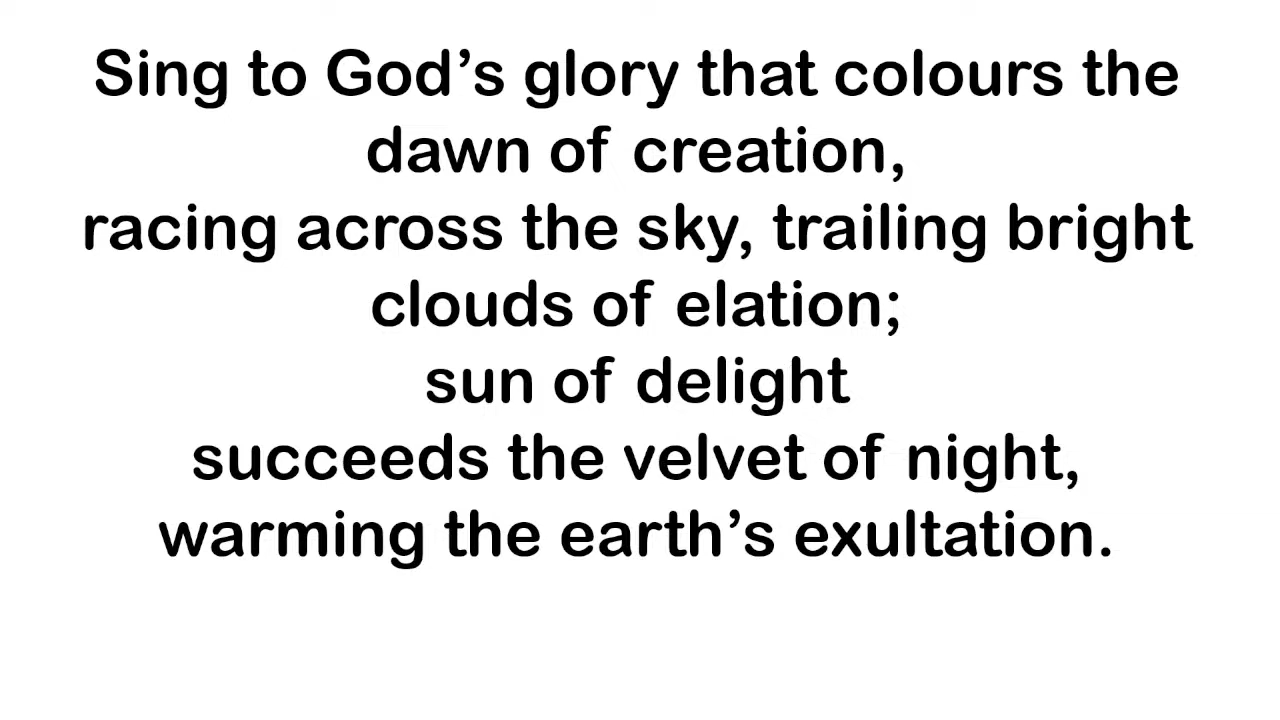 Sing to God’s glory that colours the
dawn of creation,
racing across the sky, trailing bright
clouds of elation;
sun of delight
succeeds the velvet of night,
warming the earth’s exultation.